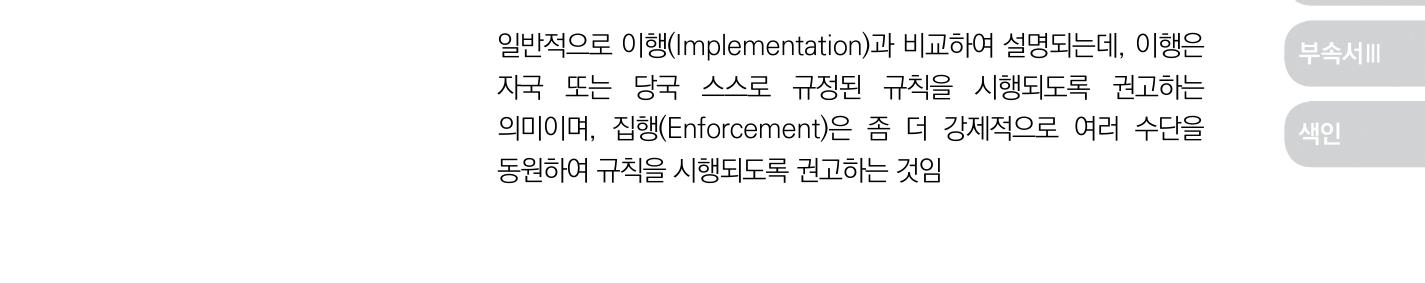 일반적으로 이행(Implementation)과 비교하여 설명되는데, 이행은
자국 또는 당국 스스로 규정된 규칙을 시행되도록 권고하는
의미이며, 집행(Enforcement)은 좀 더 강제적으로 여러 수단을
동원하여 규칙을 시행되도록 권고하는 것임
부속서Ⅲ
색인